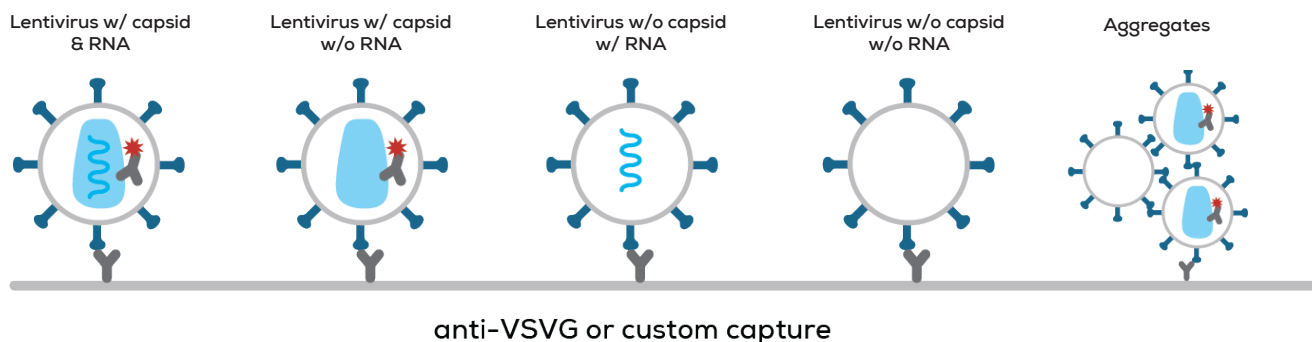 Lentivirus w/ capsid
& RNA
Lentivirus w/ capsid
w/o RNA
Lentivirus w/o capsid
w/ RNA
Lentivirus w/o capsid
w/o RNA
Aggregates
anti-VSVG or custom capture